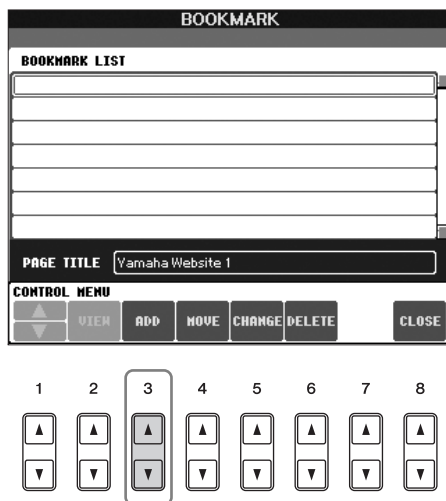 BOOKMARK
BOOKMARK LIST
PAGE TITLE Yamaha Website 1
CONTROL MENU
VIEW ADD MOVE CHANGE DELETE CLOSE
1 2 3 4 5 6 7 8